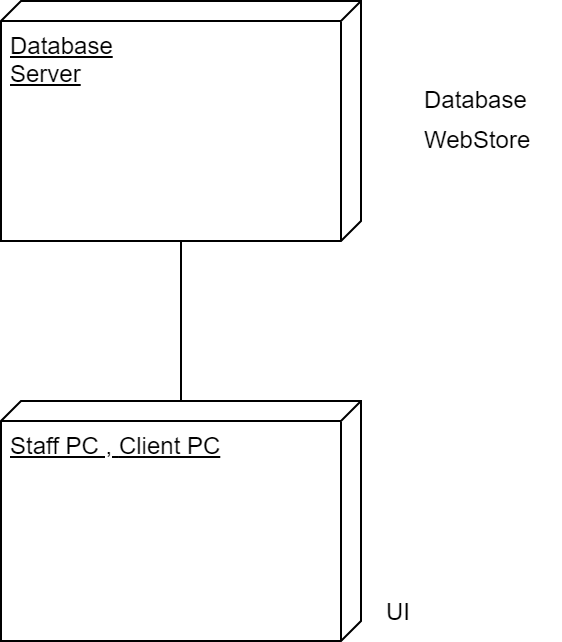 Database
Server
Database
WebStore
Staff PC , Client PC
UI